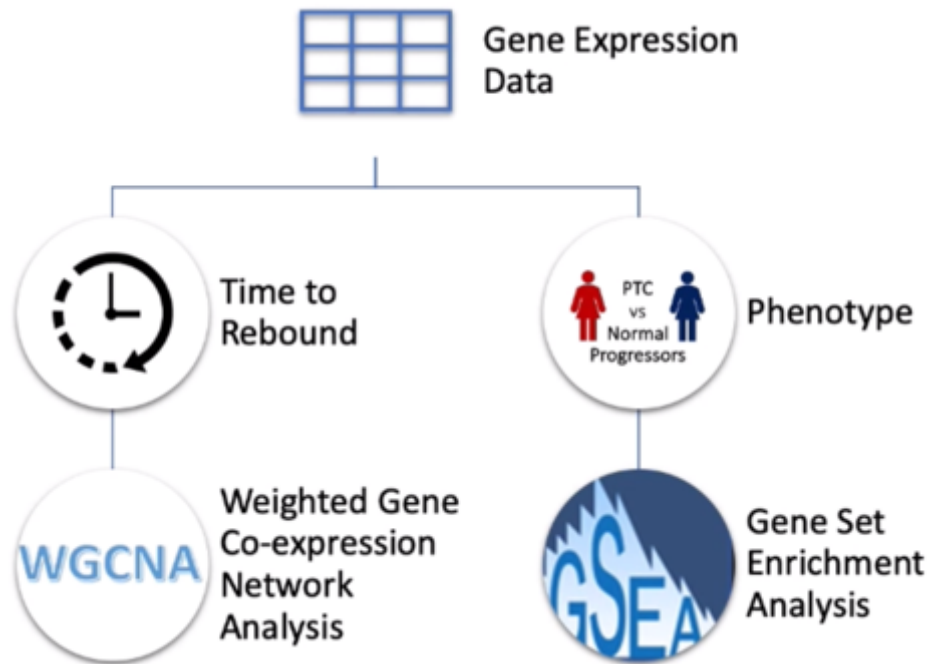 Gene Expression
Data
Time to
Rebound
PTC
vs
Normal
Progressors
Phenotype
WGCNA
Weighted Gene
Co-expression
Network
Analysis
GSEA
Gene Set
Enrichment
Analysis